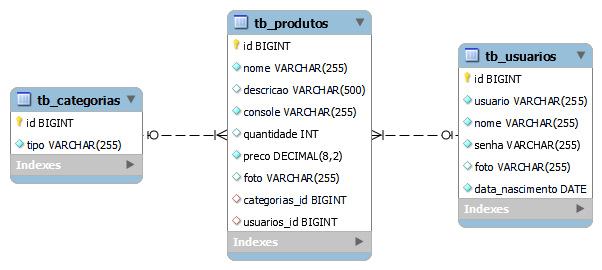 tb_categorias
id BIGINT
tipo VARCHAR(255)
Indexes
tb_produtos
id BIGINT
nome VARCHAR(255)
descricao VARCHAR(500)
console VARCHAR(255)
quantidade INT
preco DECIMAL(8,2)
foto VARCHAR(255)
categorias_id BIGINT
usuarios_id BIGINT
Indexes
tb_usuarios
id BIGINT
usuario VARCHAR(255)
nome VARCHAR(255)
senha VARCHAR(255)
foto VARCHAR(255)
data_nascimento DATE
Indexes